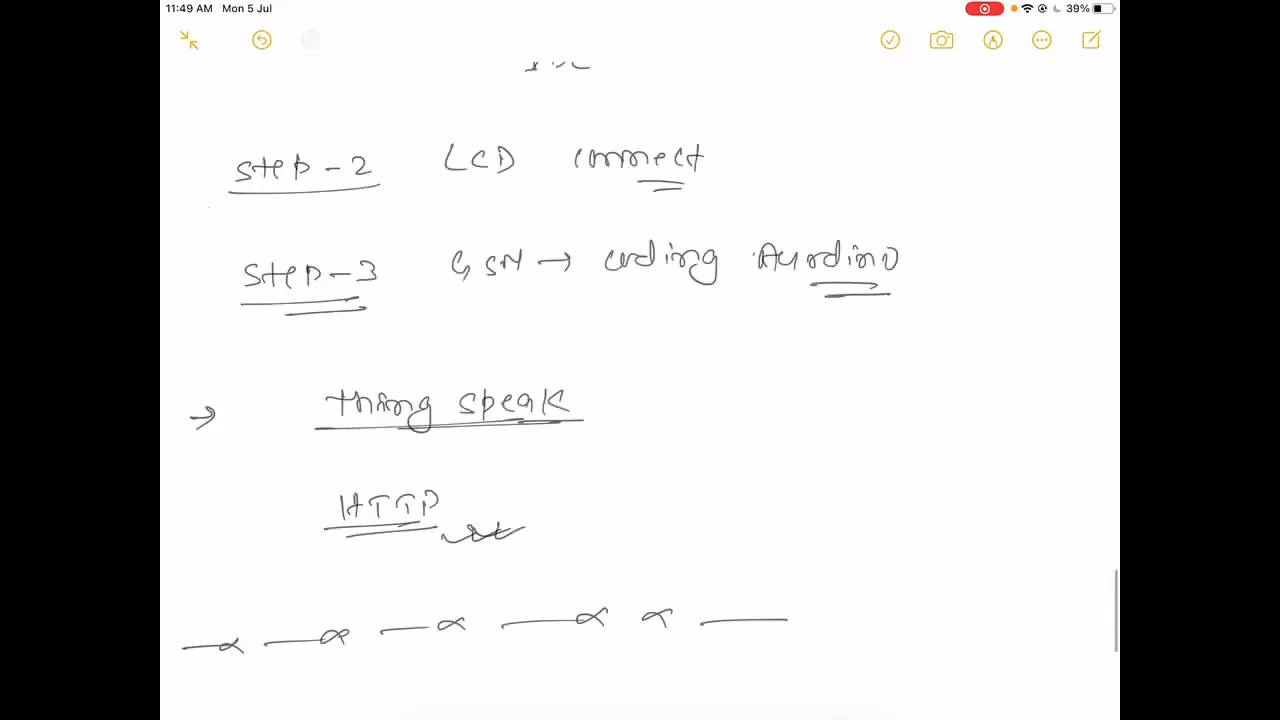 11:49 AM Mon 5 Jul 39%
Step-2 LCD connect
Step-3 GSM → coding Aurdino
→ thing speak
HTTP